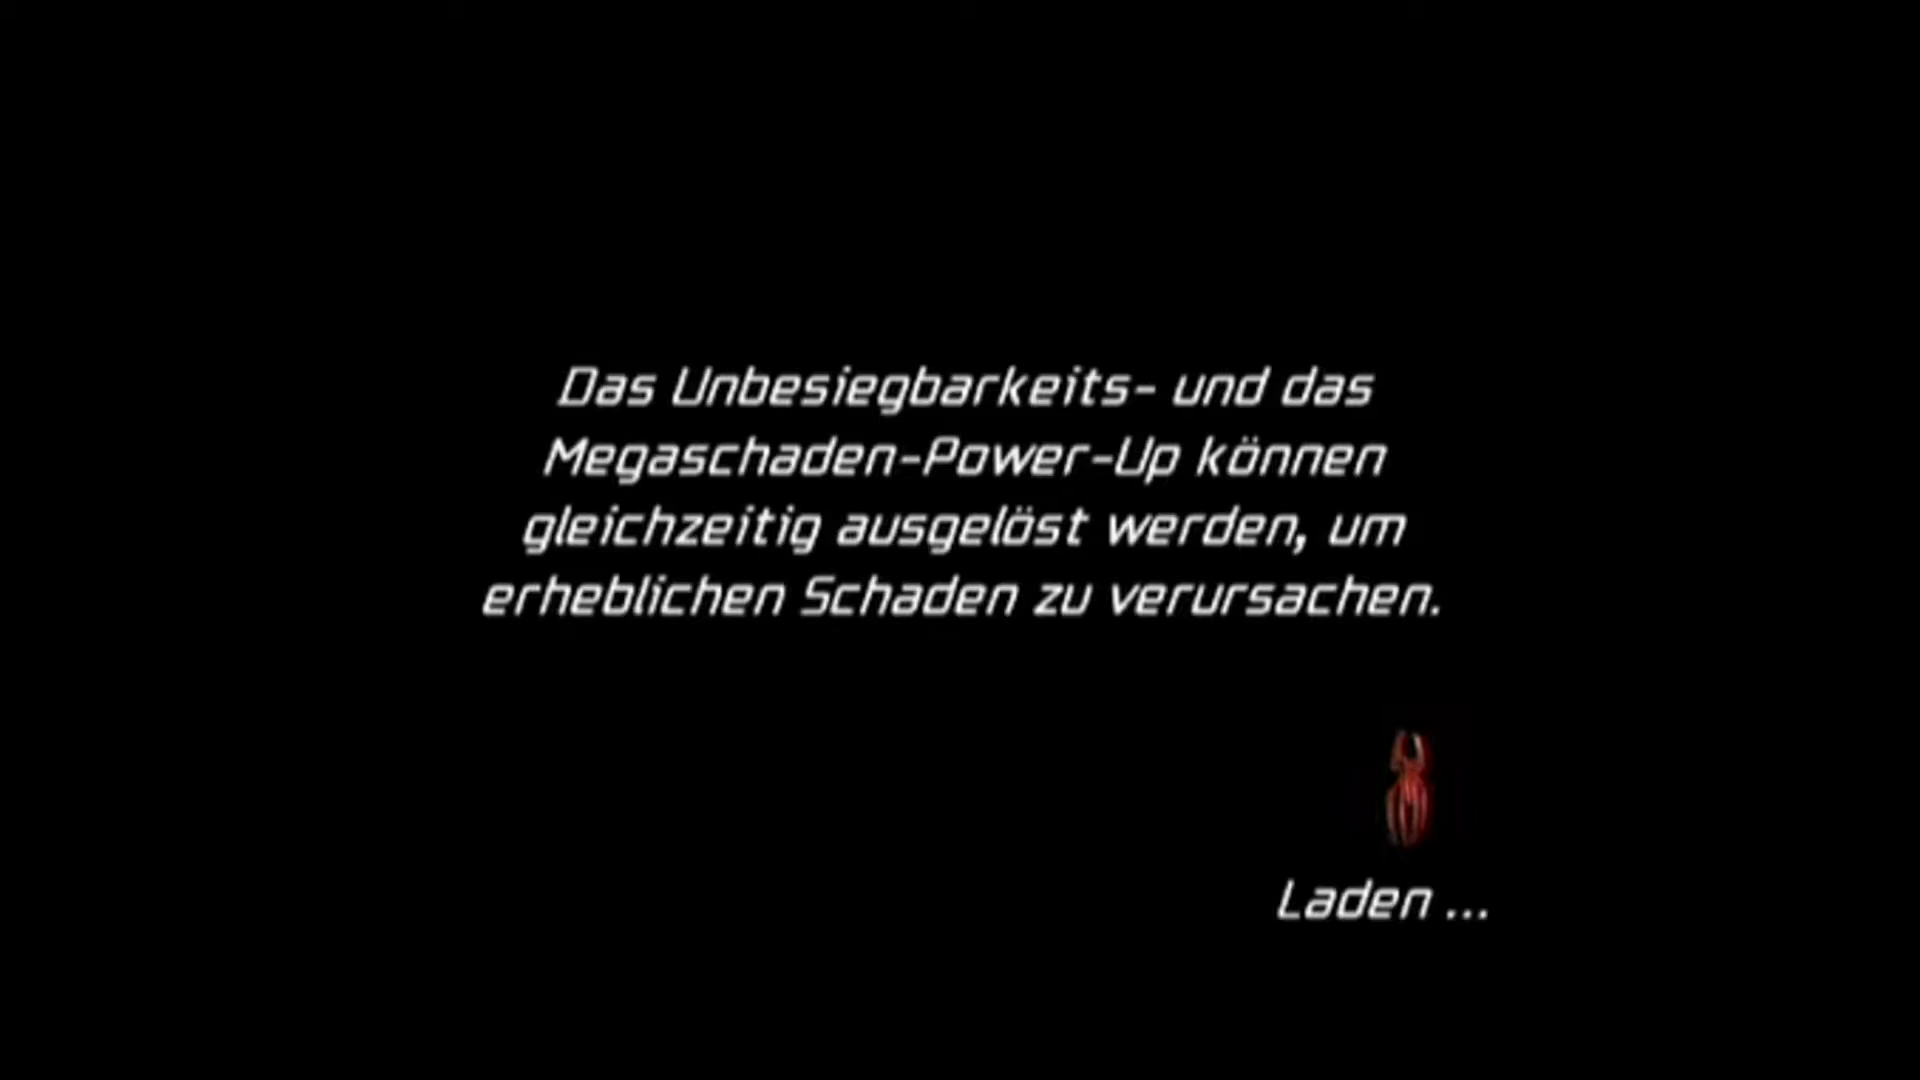 Das Unbesiegbarkeits- und das
Megaschaden-Power-Up können
gleichzeitig ausgelöst werden, um
erheblichen Schaden zu verursachen.
Laden ...